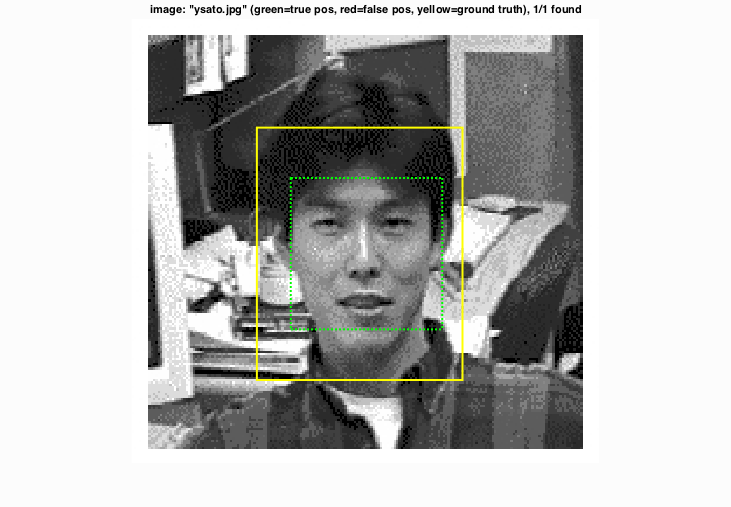 image: "ysato.jpg" (green=true pos, red=false pos, yellow=ground truth), 1/1 found